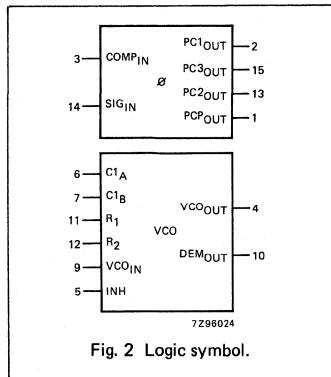 PC1OUT 2
3 COMPIN
PC3OUT 15
ø
PC2OUT 13
14 SIGIN
PCPOUT 1
6 C1A
7 C1B
VCOOUT 4
11 R1
VCO
12 R2
DEMOUT 10
9 VCOIN
5 INH
7Z96024
Fig. 2 Logic symbol.